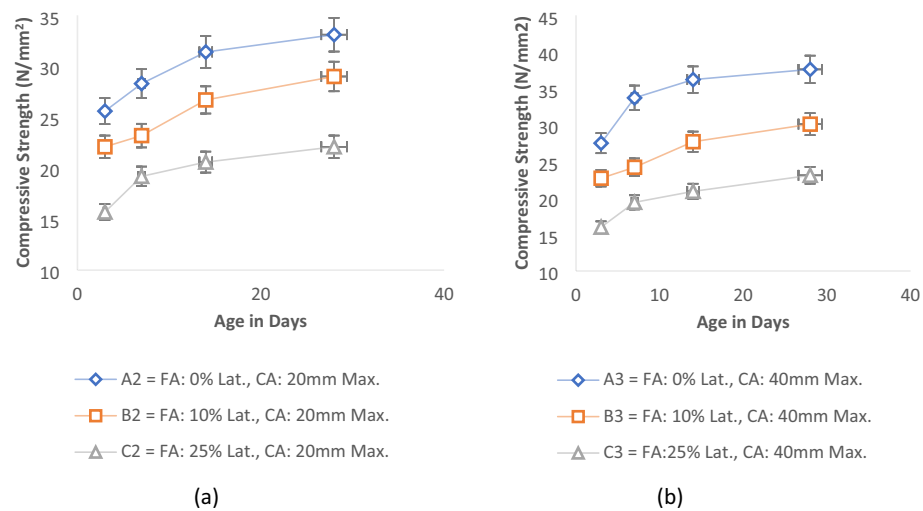 Compressive Strength (N/mm²)
35
30
25
20
15
10
0
20
40
Age in Days
A2 = FA: 0% Lat., CA: 20mm Max.
B2 = FA: 10% Lat., CA: 20mm Max.
C2 = FA: 25% Lat., CA: 20mm Max.
(a)
Compressive Strength (N/mm2)
45
40
35
30
25
20
15
10
0
10
20
30
40
Age in Days
A3 = FA: 0% Lat., CA: 40mm Max.
B3 = FA: 10% Lat., CA: 40mm Max.
C3 = FA:25% Lat., CA: 40mm Max.
(b)